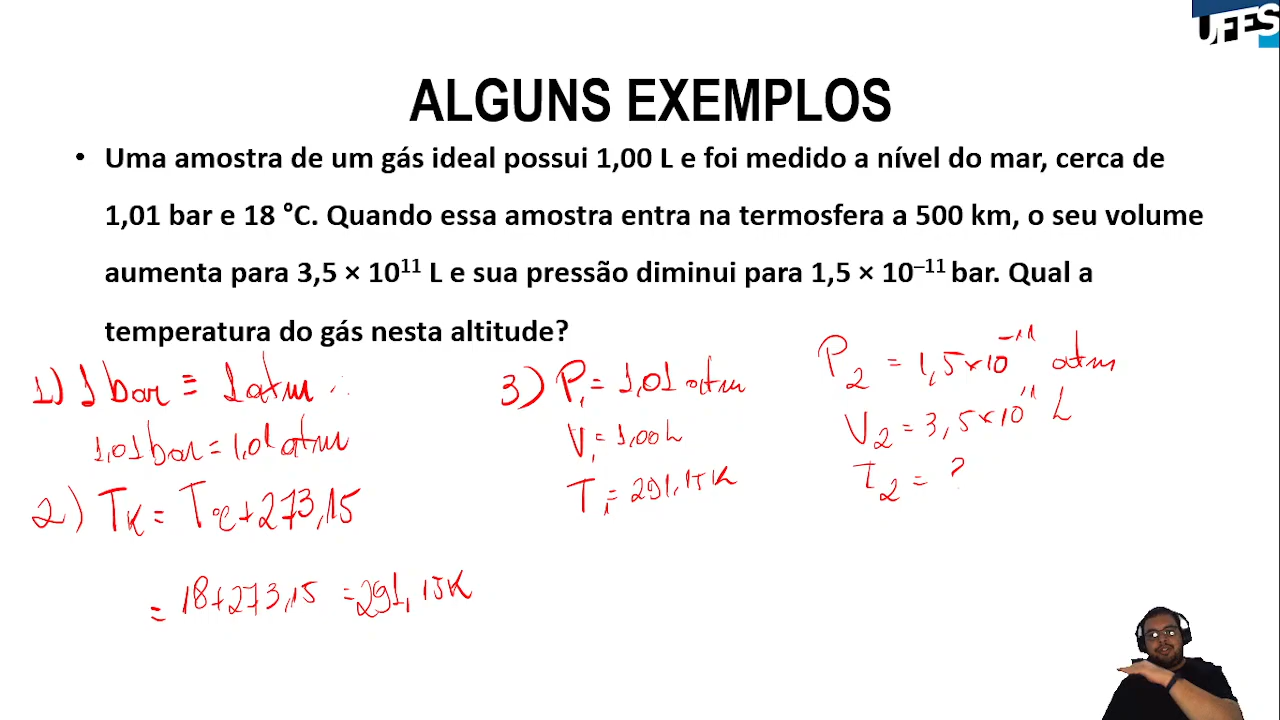 UFES
ALGUNS EXEMPLOS
• Uma amostra de um gás ideal possui 1,00 L e foi medido a nível do mar, cerca de
1,01 bar e 18 °C. Quando essa amostra entra na termosfera a 500 km, o seu volume
aumenta para 3,5 × 10¹¹ L e sua pressão diminui para 1,5 × 10⁻¹¹ bar. Qual a
temperatura do gás nesta altitude?
1) 1 bar ≡ 1 atm ∴
1,01 bar = 1,01 atm
2) TK = T°C + 273,15
= 18 + 273,15 = 291,15 K
3) P₁ = 1,01 atm
V₁ = 1,00 L
T₁ = 291,15 K
P₂ = 1,5×10⁻¹¹ atm
V₂ = 3,5×10¹¹ L
T₂ = ?